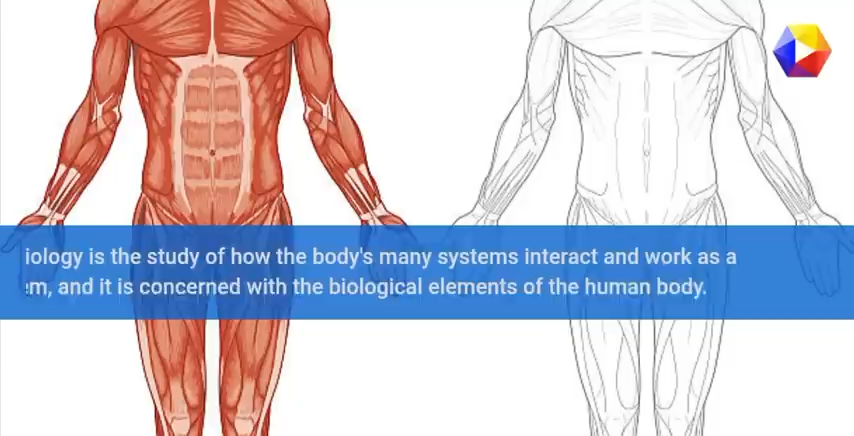 iology is the study of how the body's many systems interact and work as a
m, and it is concerned with the biological elements of the human body.